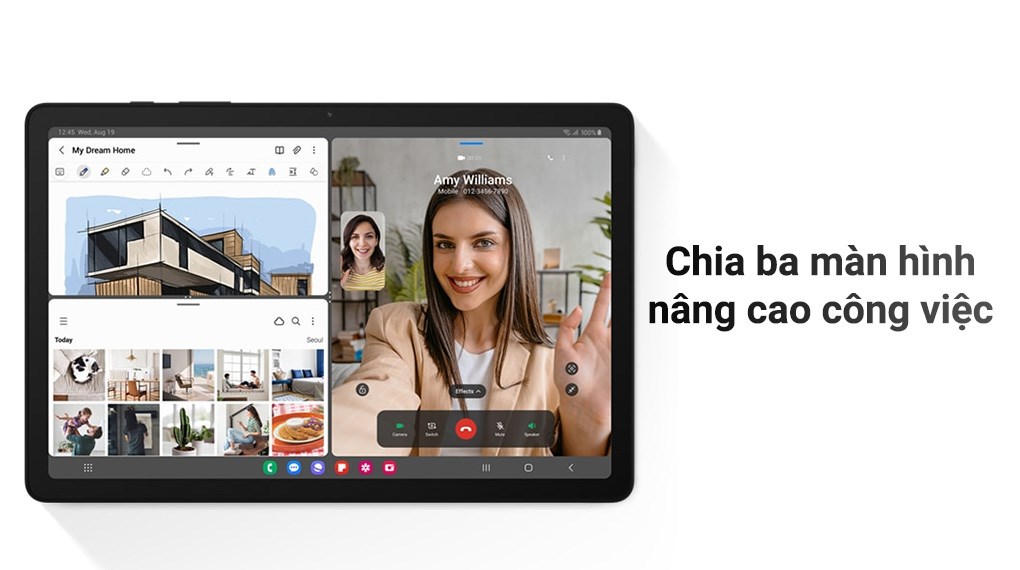 12:45 Wed, Aug 19
100%
My Dream Home
Today
Seoul
Amy Williams
Mobile 012-3456-7890
Effects
Camera
Switch
Mute
Speaker
Chia ba màn hình
nâng cao công việc